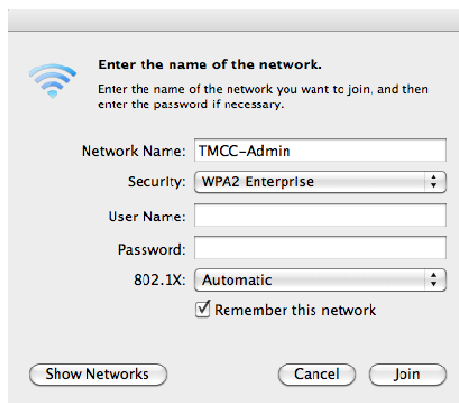 Enter the name of the network.
Enter the name of the network you want to join, and then
enter the password if necessary.
Network Name: TMCC-Admin
Security: WPA2 Enterprise
User Name:
Password:
802.1X: Automatic
Remember this network
Show Networks Cancel Join